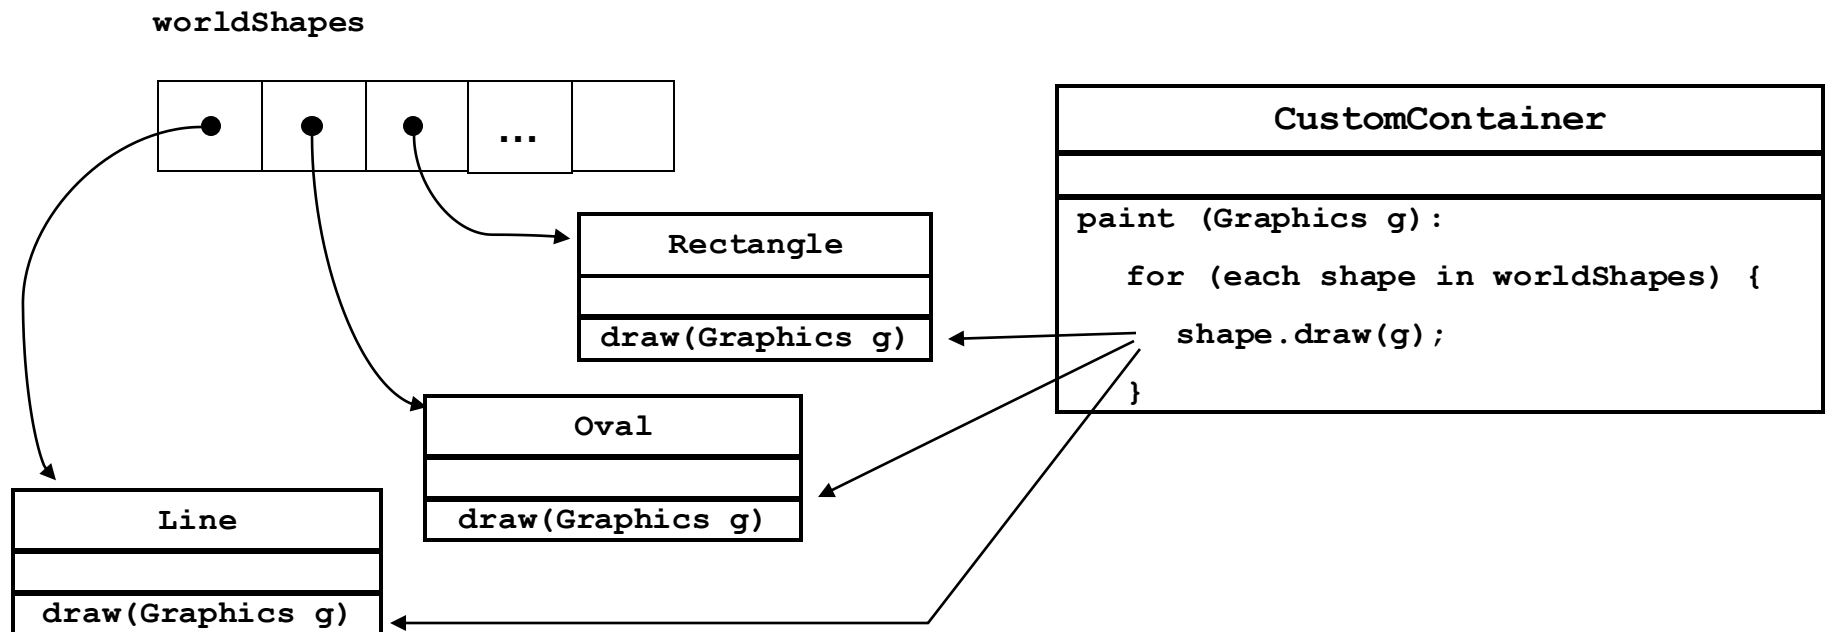 worldShapes
...
CustomContainer
paint (Graphics g):
for (each shape in worldShapes) {
shape.draw(g);
}
Rectangle
draw(Graphics g)
Oval
draw(Graphics g)
Line
draw(Graphics g)